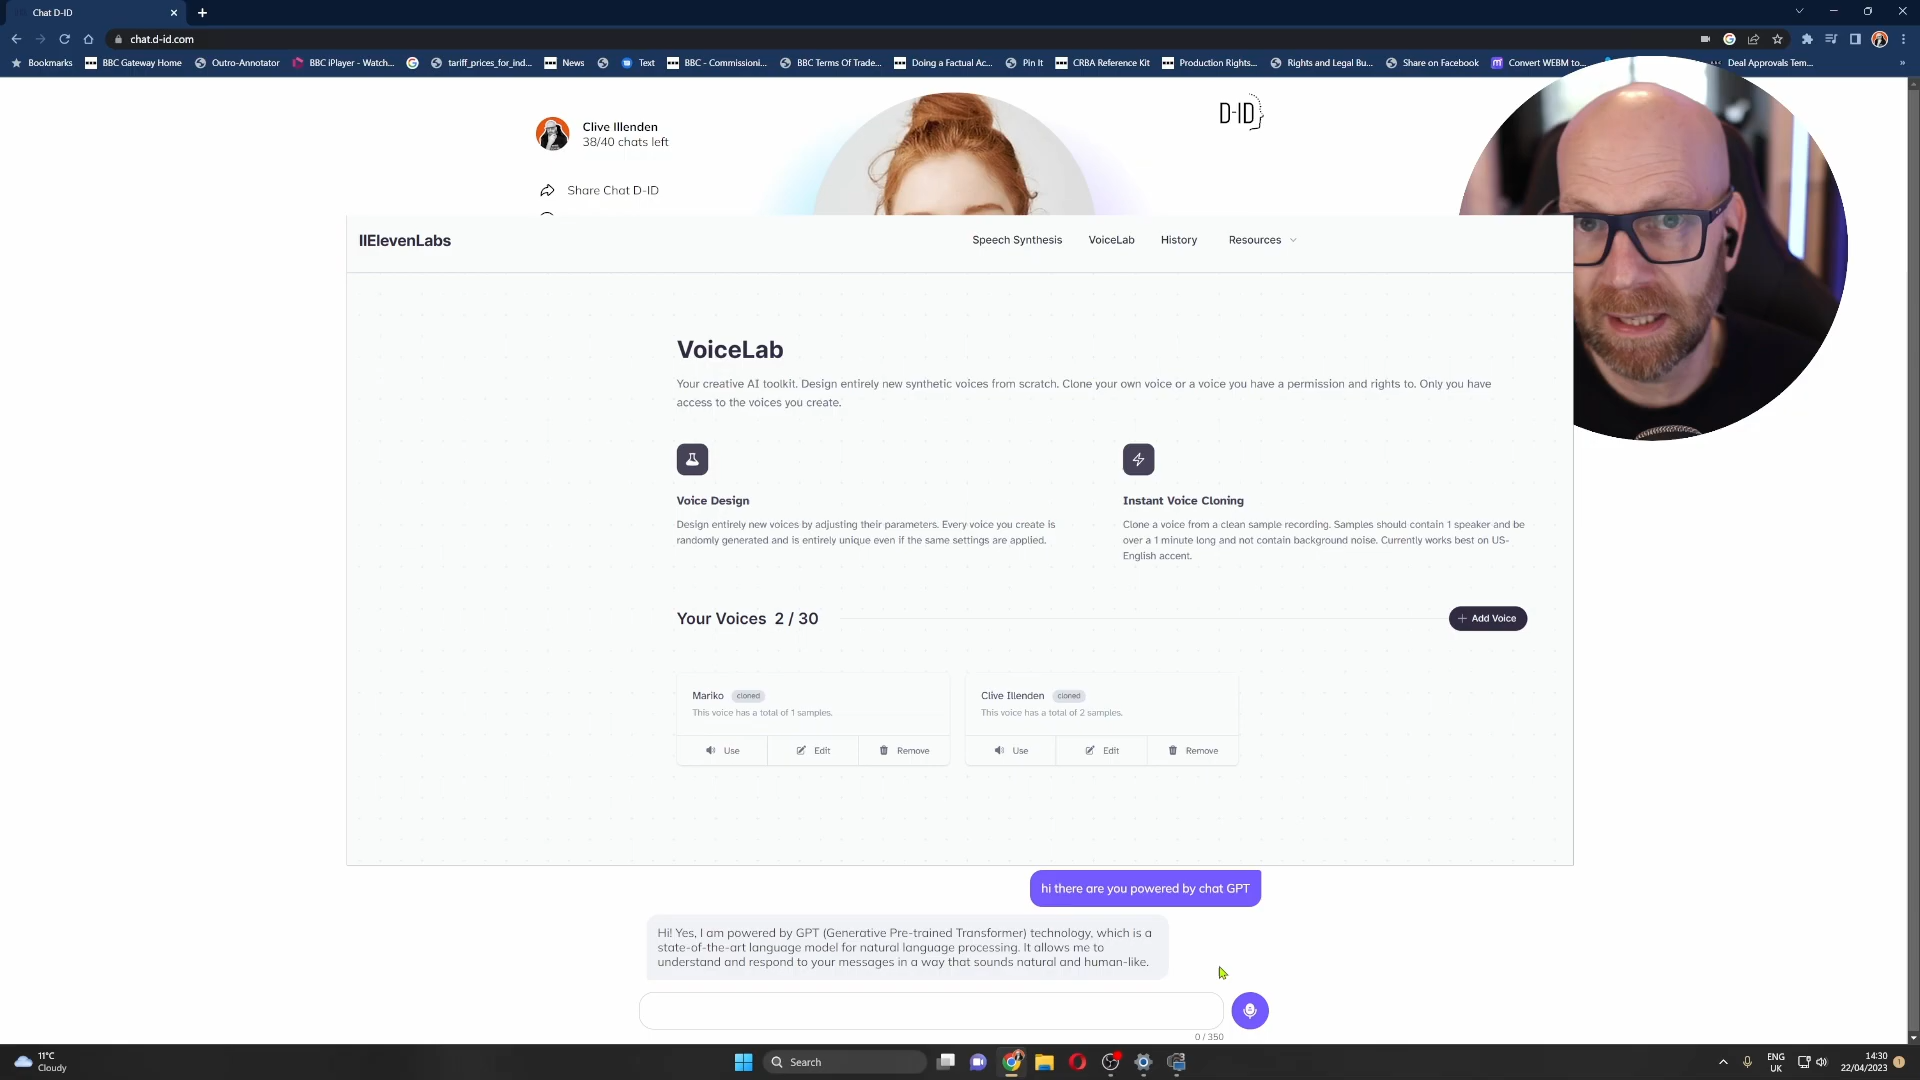 Chat D-ID
chat.d-id.com
Bookmarks
BBC Gateway Home
Outro-Annotator
BBC iPlayer - Watch...
tariff_prices_for_ind...
News
Text
BBC - Commissioni...
BBC Terms Of Trade...
Doing a Factual Ac...
Pin It
CRBA Reference Kit
Production Rights...
Rights and Legal Bu...
Share on Facebook
Convert WEBM to...
Deal Approvals Tem...
Clive Illenden
38/40 chats left
D-ID
Share Chat D-ID
IIElevenLabs
Speech Synthesis
VoiceLab
History
Resources
VoiceLab
Your creative AI toolkit. Design entirely new synthetic voices from scratch. Clone your own voice or a voice you have a permission and rights to. Only you have
access to the voices you create.
Voice Design
Design entirely new voices by adjusting their parameters. Every voice you create is
randomly generated and is entirely unique even if the same settings are applied.
Instant Voice Cloning
Clone a voice from a clean sample recording. Samples should contain 1 speaker and be
over a 1 minute long and not contain background noise. Currently works best on US-
English accent.
Your Voices 2 / 30
+ Add Voice
Mariko cloned
This voice has a total of 1 samples.
Use
Edit
Remove
Clive Illenden cloned
This voice has a total of 2 samples.
Use
Edit
Remove
hi there are you powered by chat GPT
Hi! Yes, I am powered by GPT (Generative Pre-trained Transformer) technology, which is a
state-of-the-art language model for natural language processing. It allows me to
understand and respond to your messages in a way that sounds natural and human-like.
0 / 350
11°C
Cloudy
Search
ENG
UK
14:30
22/04/2023
1